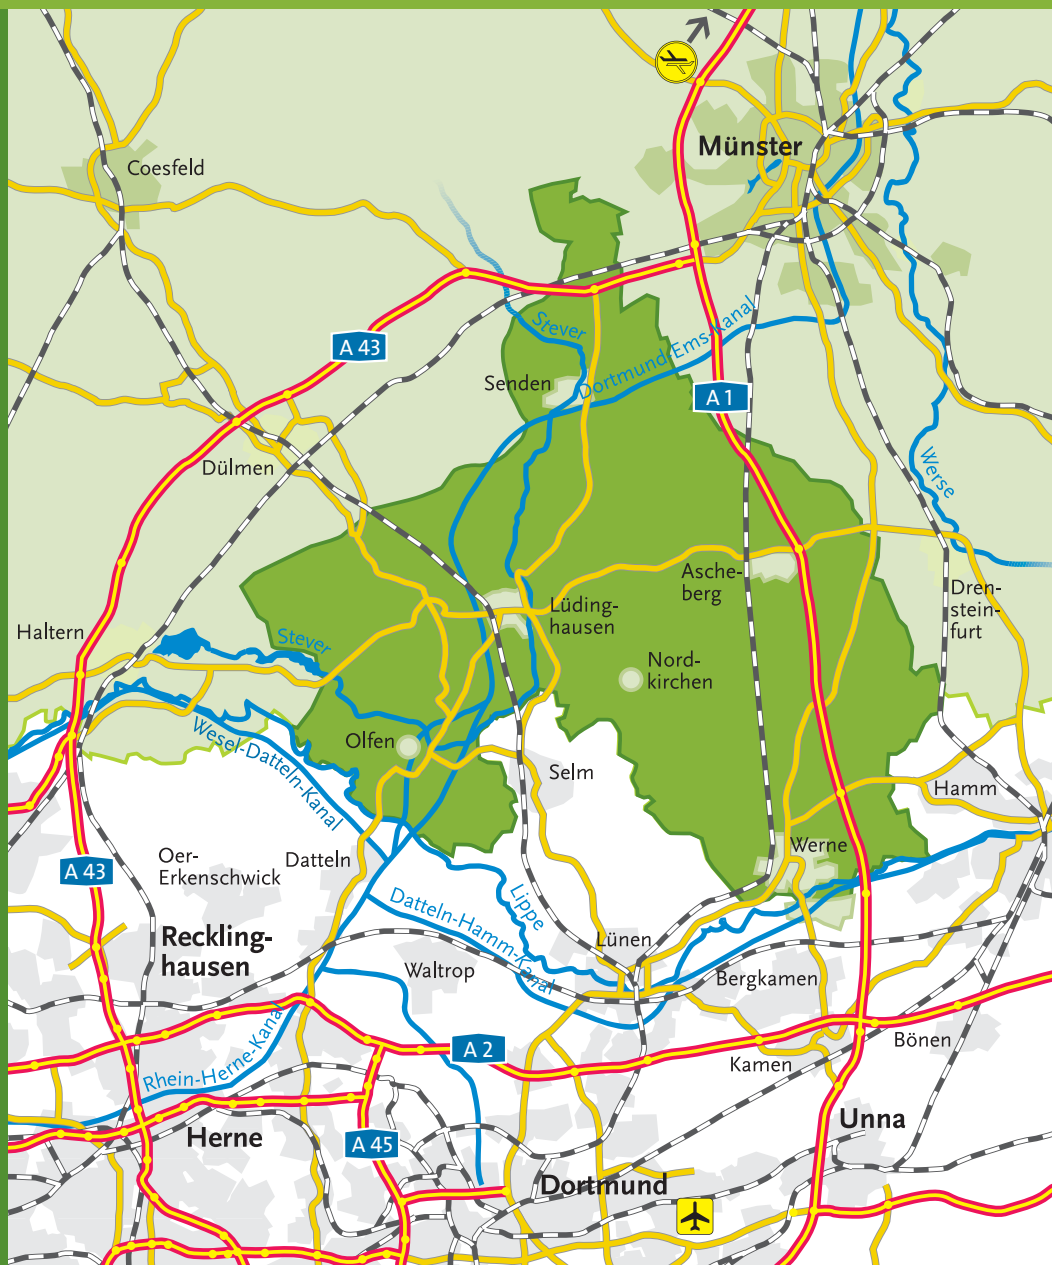 Münster
Coesfeld
Stever
A 43
Dortmund-Ems-Kanal
Senden
A 1
Dülmen
Werse
Asche-
berg
Dren-
stein-
furt
Lüding-
hausen
Haltern
Stever
Nord-
kirchen
Olfen
Wesel-Datteln-Kanal
Selm
Hamm
Werne
A 43
Oer-
Erkenschwick
Datteln
Lippe
Datteln-Hamm-Kanal
Reckling-
hausen
Lünen
Waltrop
Bergkamen
Rhein-Herne-Kanal
A 2
Bönen
Kamen
Herne
A 45
Unna
Dortmund